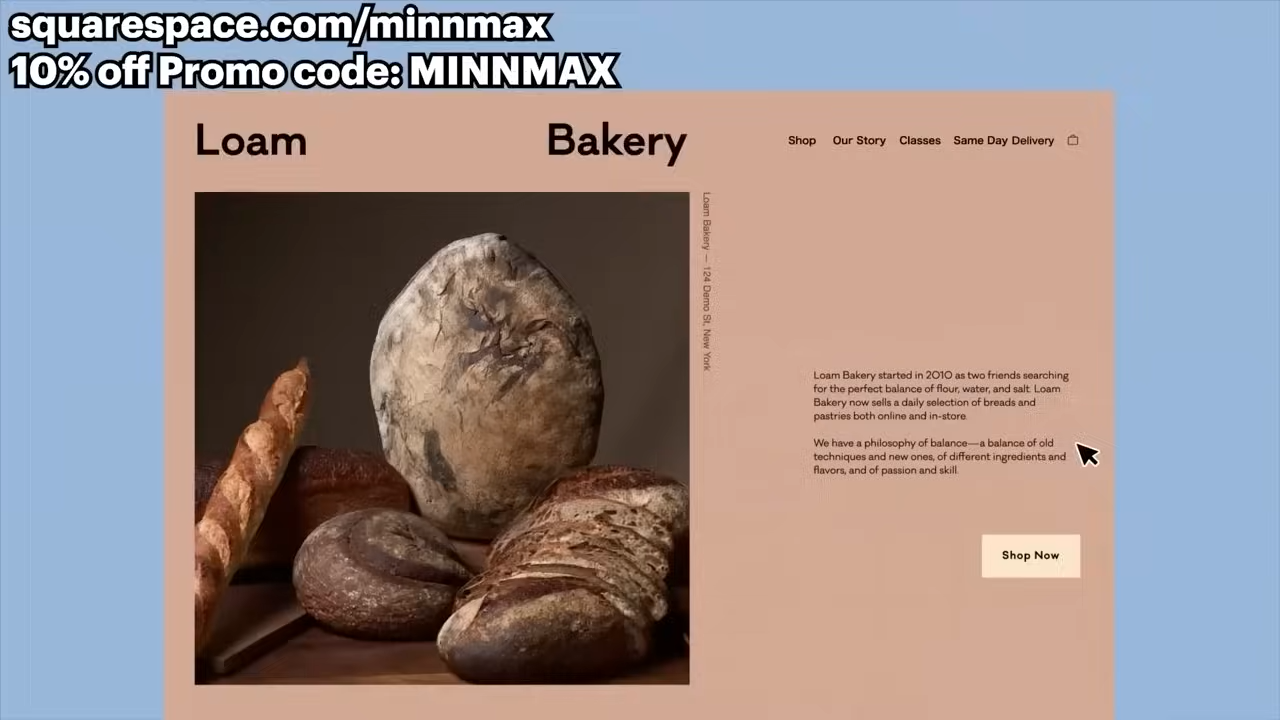 squarespace.com/minnmax
10% off Promo code: MINNMAX
Loam Bakery
Shop Our Story Classes Same Day Delivery
Loam Bakery — 124 Demo St, New York
Loam Bakery started in 2010 as two friends searching
for the perfect balance of flour, water, and salt. Loam
Bakery now sells a daily selection of breads and
pastries both online and in-store.
We have a philosophy of balance—a balance of old
techniques and new ones, of different ingredients and
flavors, and of passion and skill.
Shop Now